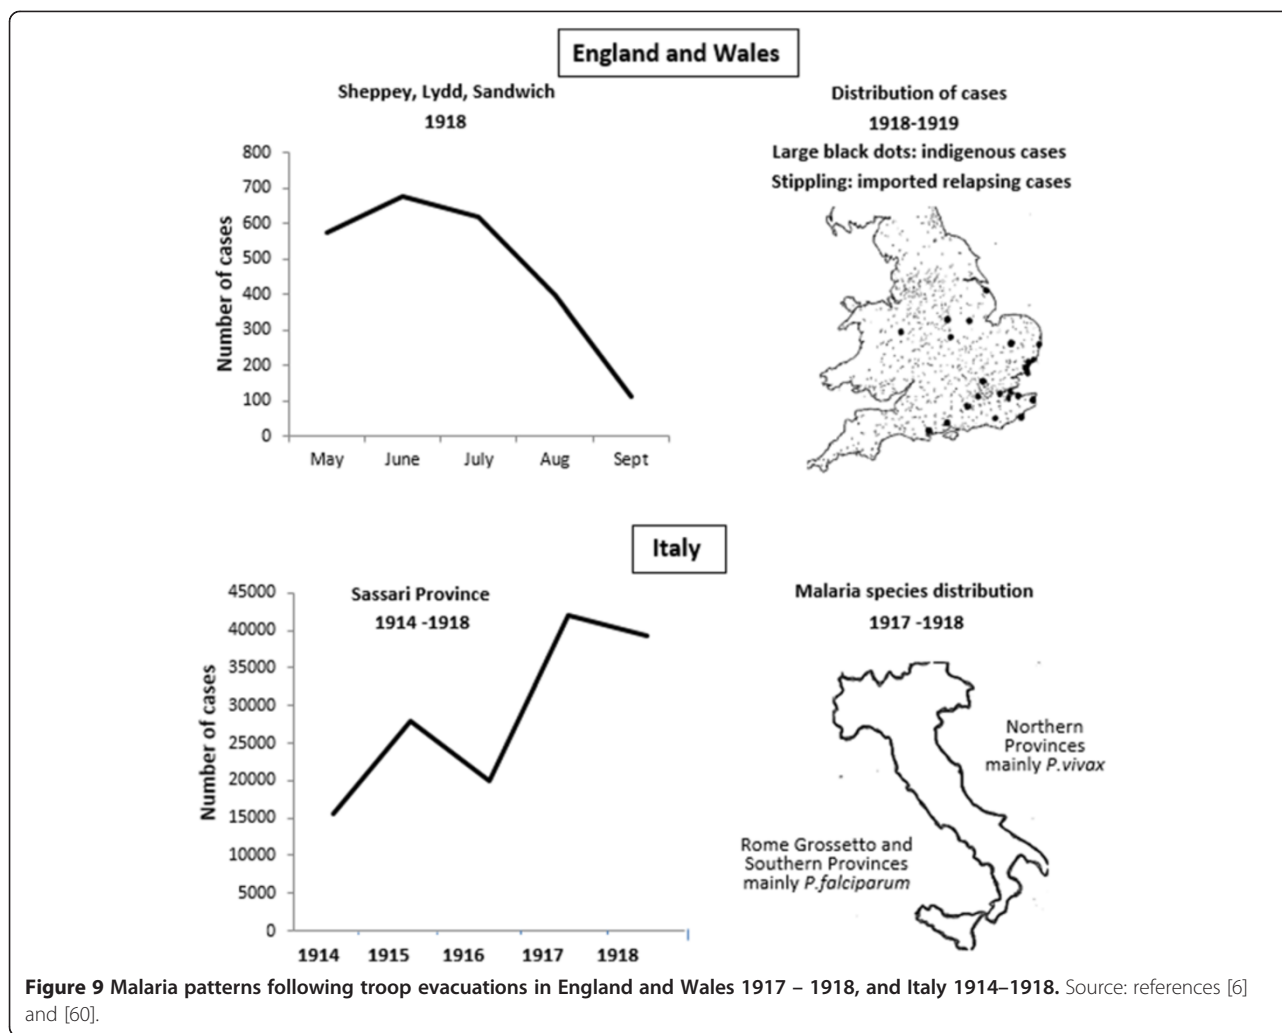 England and Wales
Sheppey, Lydd, Sandwich
1918
Number of cases
800
700
600
500
400
300
200
100
0
May June July Aug Sept
Distribution of cases
1918-1919
Large black dots: indigenous cases
Stippling: imported relapsing cases
Italy
Sassari Province
1914 -1918
Number of cases
45000
40000
35000
30000
25000
20000
15000
10000
5000
0
1914 1915 1916 1917 1918
Malaria species distribution
1917 -1918
Northern
Provinces
mainly P.vivax
Rome Grossetto and
Southern Provinces
mainly P.falciparum
Figure 9 Malaria patterns following troop evacuations in England and Wales 1917 – 1918, and Italy 1914–1918. Source: references [6]
and [60].